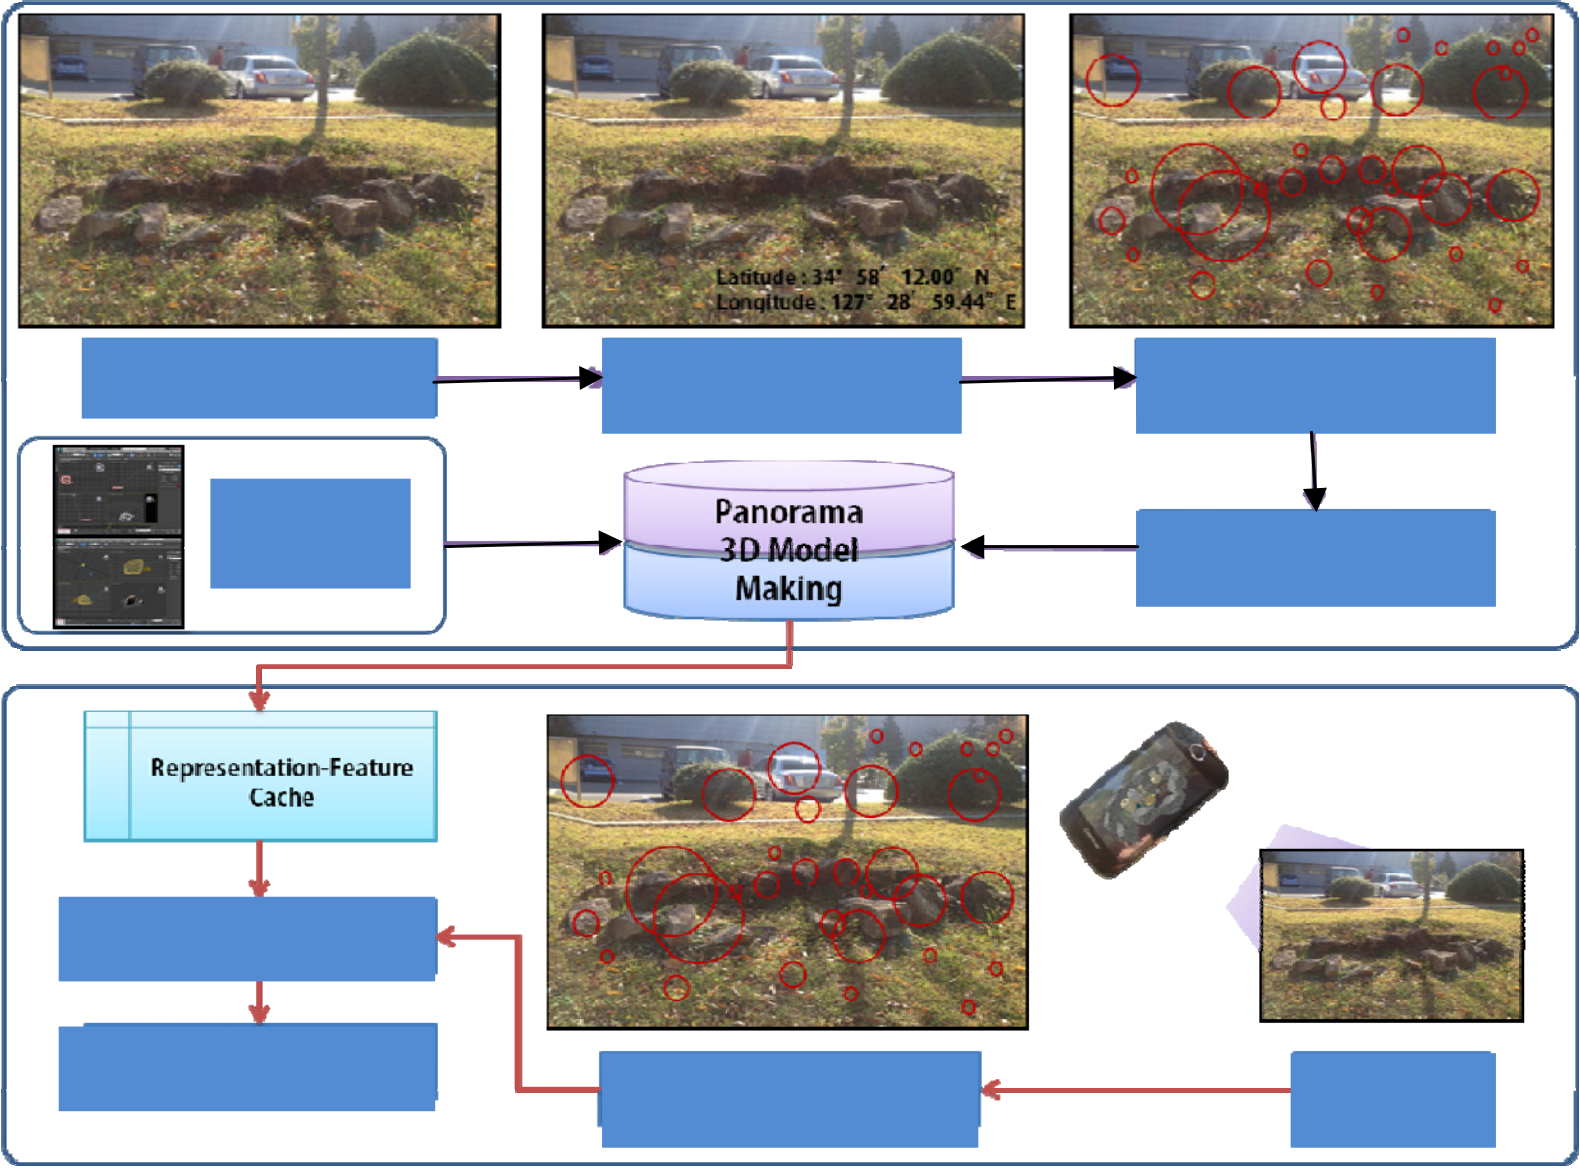 Latitude : 34° 58′ 12.00″ N
Longitude : 127° 28′ 59.44″ E
Panorama
3D Model
Making
Representation-Feature
Cache